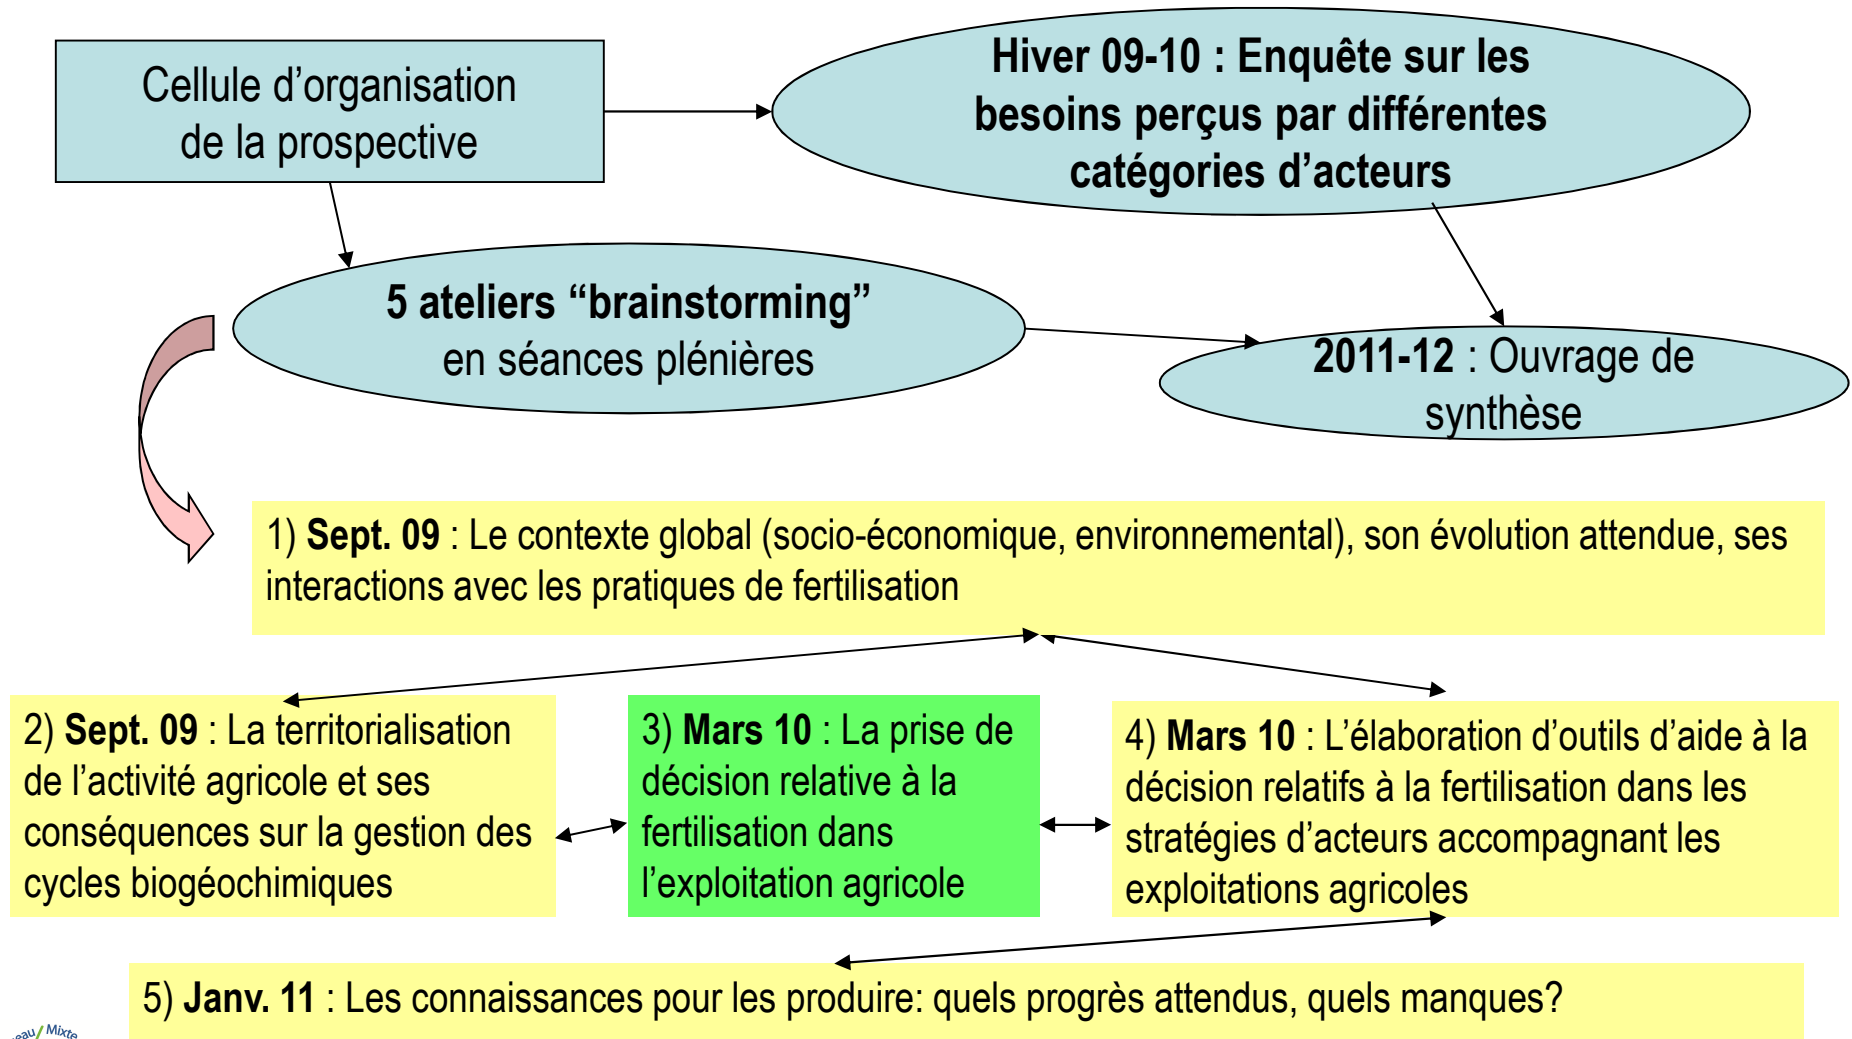 Cellule d’organisation
de la prospective
Hiver 09-10 : Enquête sur les
besoins perçus par différentes
catégories d’acteurs
5 ateliers “brainstorming”
en séances plénières
2011-12 : Ouvrage de
synthèse
1) Sept. 09 : Le contexte global (socio-économique, environnemental), son évolution attendue, ses
interactions avec les pratiques de fertilisation
2) Sept. 09 : La territorialisation
de l’activité agricole et ses
conséquences sur la gestion des
cycles biogéochimiques
3) Mars 10 : La prise de
décision relative à la
fertilisation dans
l’exploitation agricole
4) Mars 10 : L’élaboration d’outils d’aide à la
décision relatifs à la fertilisation dans les
stratégies d’acteurs accompagnant les
exploitations agricoles
5) Janv. 11 : Les connaissances pour les produire: quels progrès attendus, quels manques?
Mixte